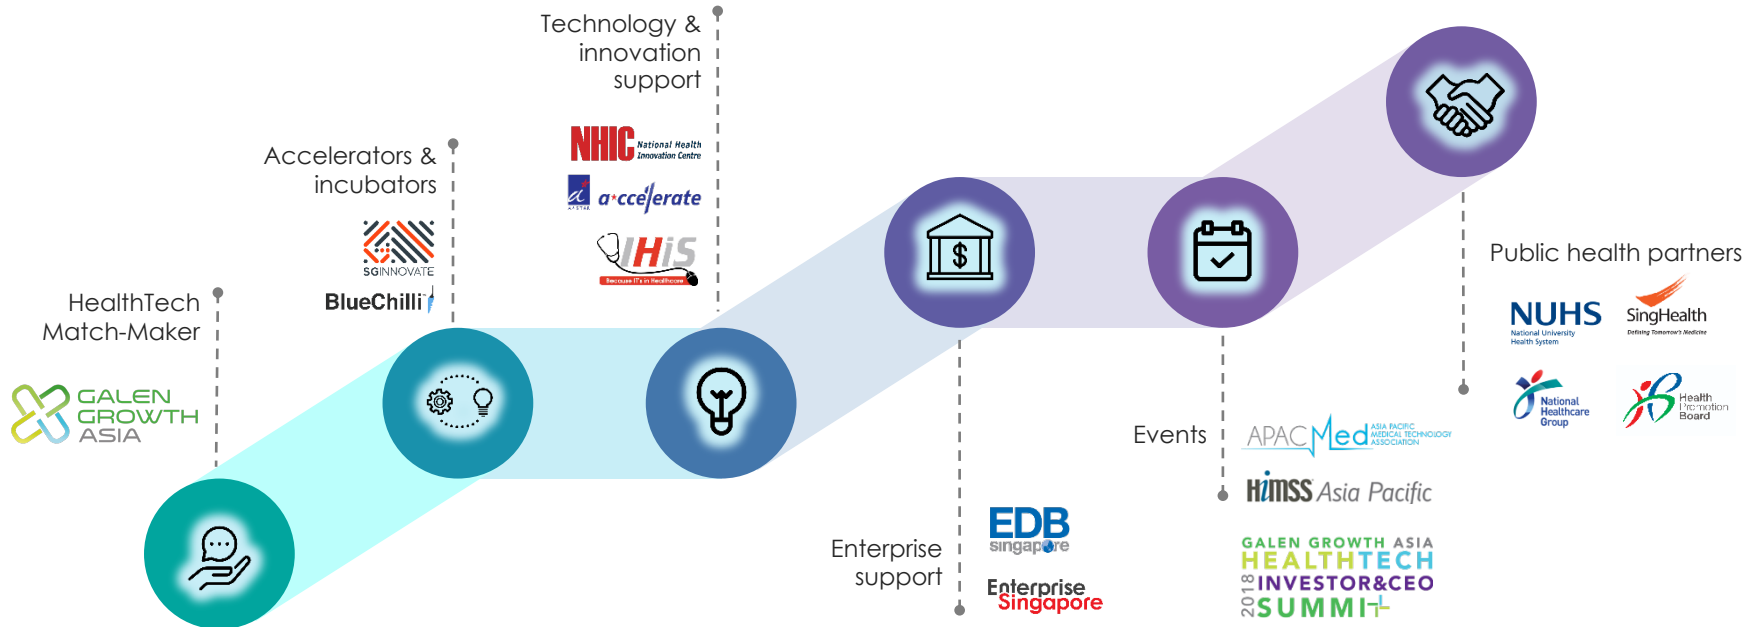 HealthTech
Match-Maker
GALEN
GROWTH
ASIA
Accelerators &
incubators
SGINNOVATE
BlueChilli
Technology &
innovation
support
NHIC National Health
Innovation Centre
A*STAR
a*ccelerate
IHiS
Because IT's in Healthcare
$
Enterprise
support
EDB
singapore
Enterprise
Singapore
Events
APACMed ASIA PACIFIC
MEDICAL TECHNOLOGY
ASSOCIATION
HiMSS Asia Pacific
GALEN GROWTH ASIA
HEALTHTECH
2018 INVESTOR&CEO
SUMMIT
Public health partners
NUHS
National University
Health System
SingHealth
Defining Tomorrow's Medicine
National
Healthcare
Group
Health
Promotion
Board